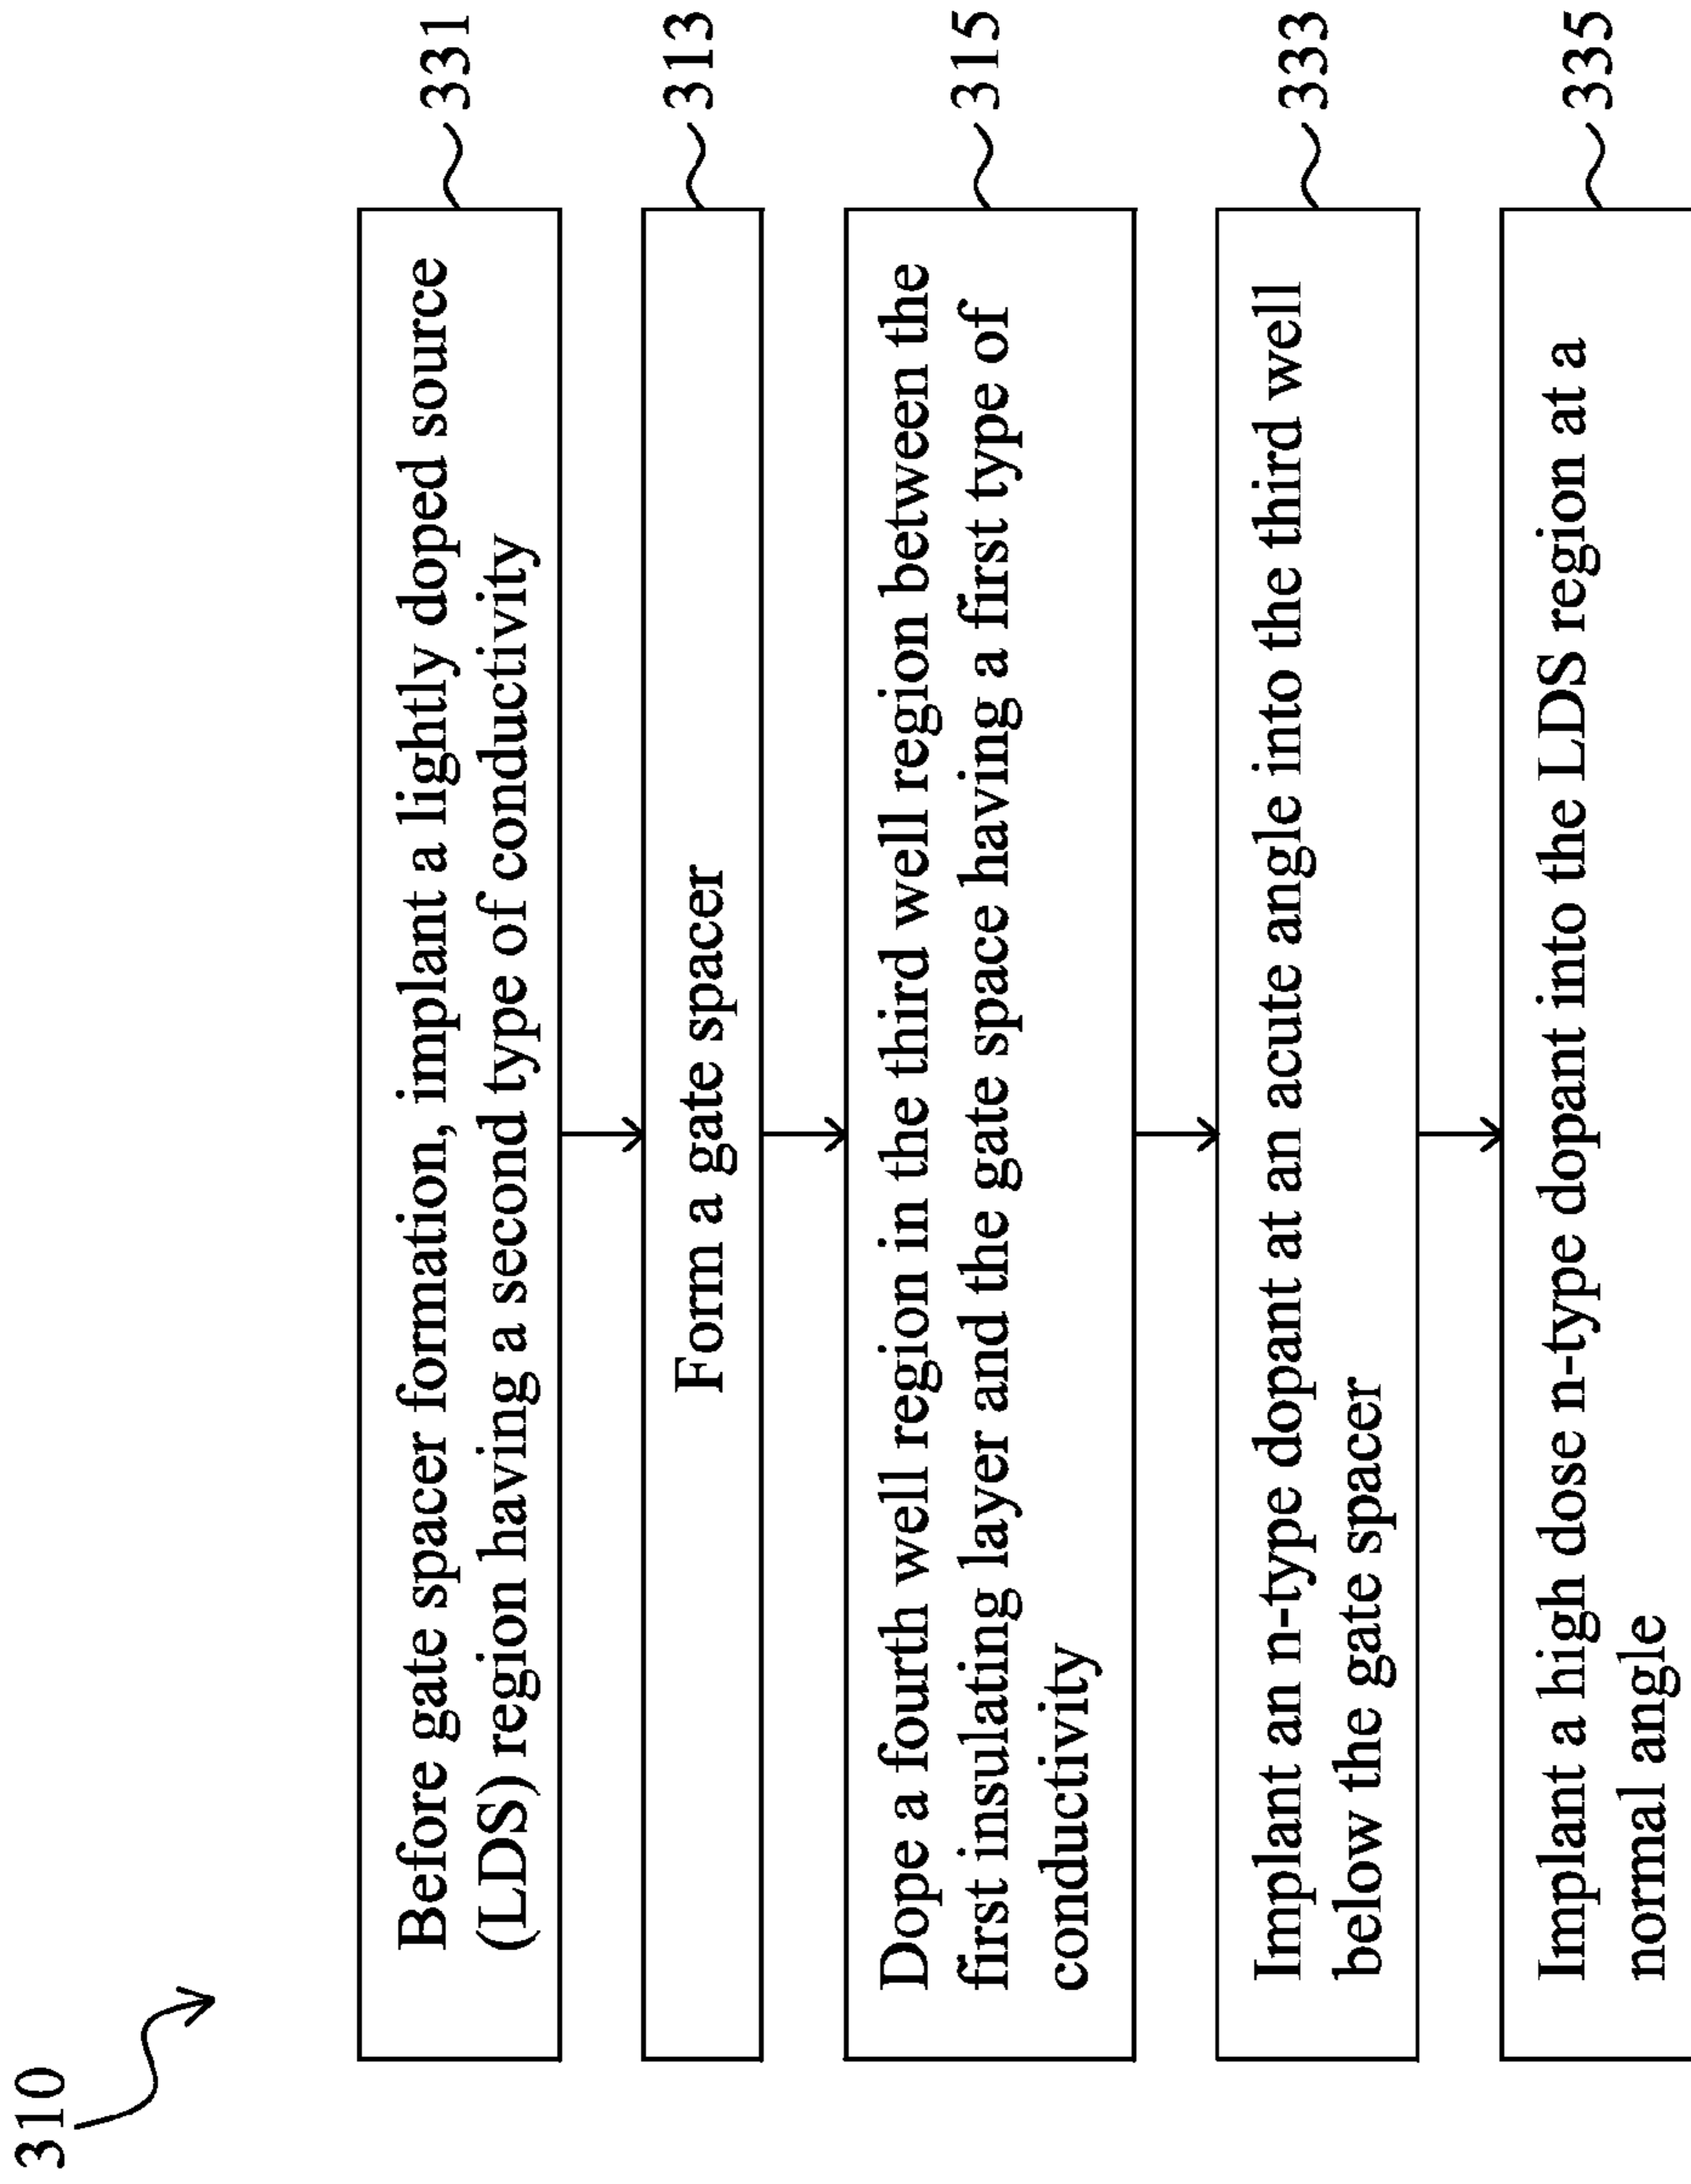 310
Before gate spacer formation, implant a lightly doped source
(LDS) region having a second type of conductivity
331
Form a gate spacer
313
Dope a fourth well region in the third well region between the
first insulating layer and the gate space having a first type of
conductivity
315
Implant an n-type dopant at an acute angle into the third well
below the gate spacer
333
Implant a high dose n-type dopant into the LDS region at a
normal angle
335